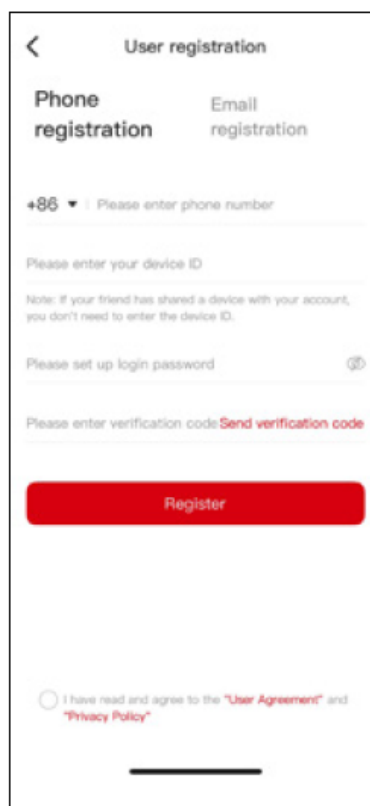 User registration
Phone
registration
Email
registration
+86
Please enter phone number
Please enter your device ID
Note: If your friend has shared a device with your account,
you don't need to enter the device ID.
Please set up login password
Please enter verification code Send verification code
Register
I have read and agree to the "User Agreement" and
"Privacy Policy"